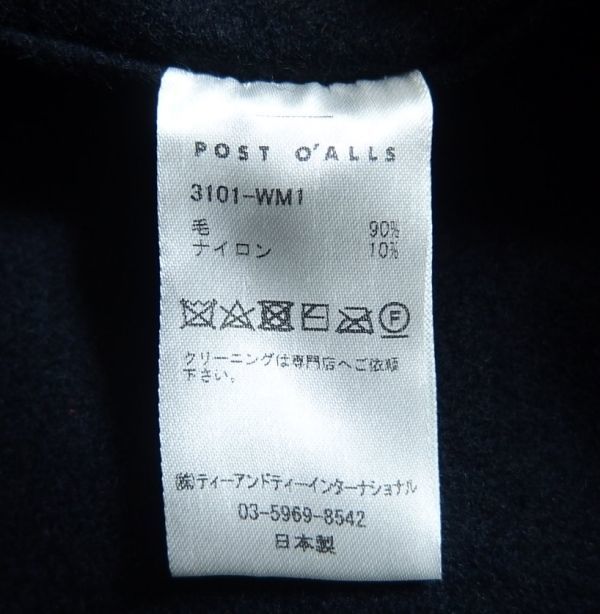 POST O'ALLS
3101-WM1
毛 90%
ナイロン 10%
F
クリーニングは専門店へご依頼
下さい。
㈱ティーアンドティーインターナショナル
03-5969-8542
日本製